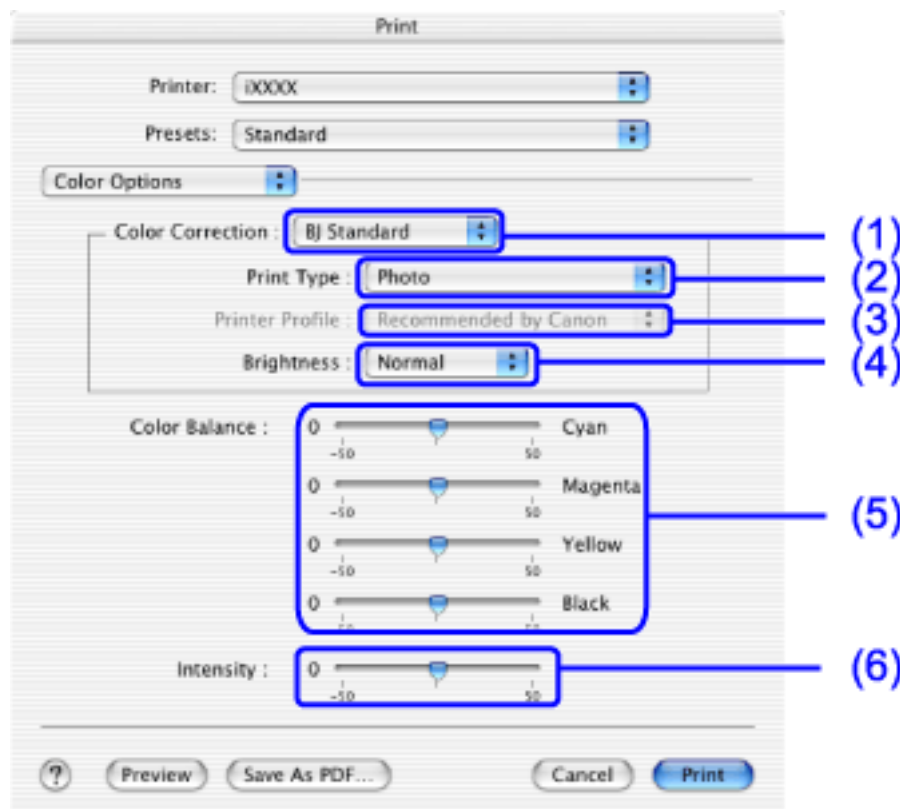 Print
Printer: iXXXX
Presets: Standard
Color Options
Color Correction : BJ Standard (1)
Print Type : Photo (2)
Printer Profile : Recommended by Canon (3)
Brightness : Normal (4)
Color Balance : 0 Cyan
-50 50
0 Magenta
-50 50
(5)
0 Yellow
-50 50
0 Black
Intensity : 0 (6)
-50 50
? Preview Save As PDF... Cancel Print